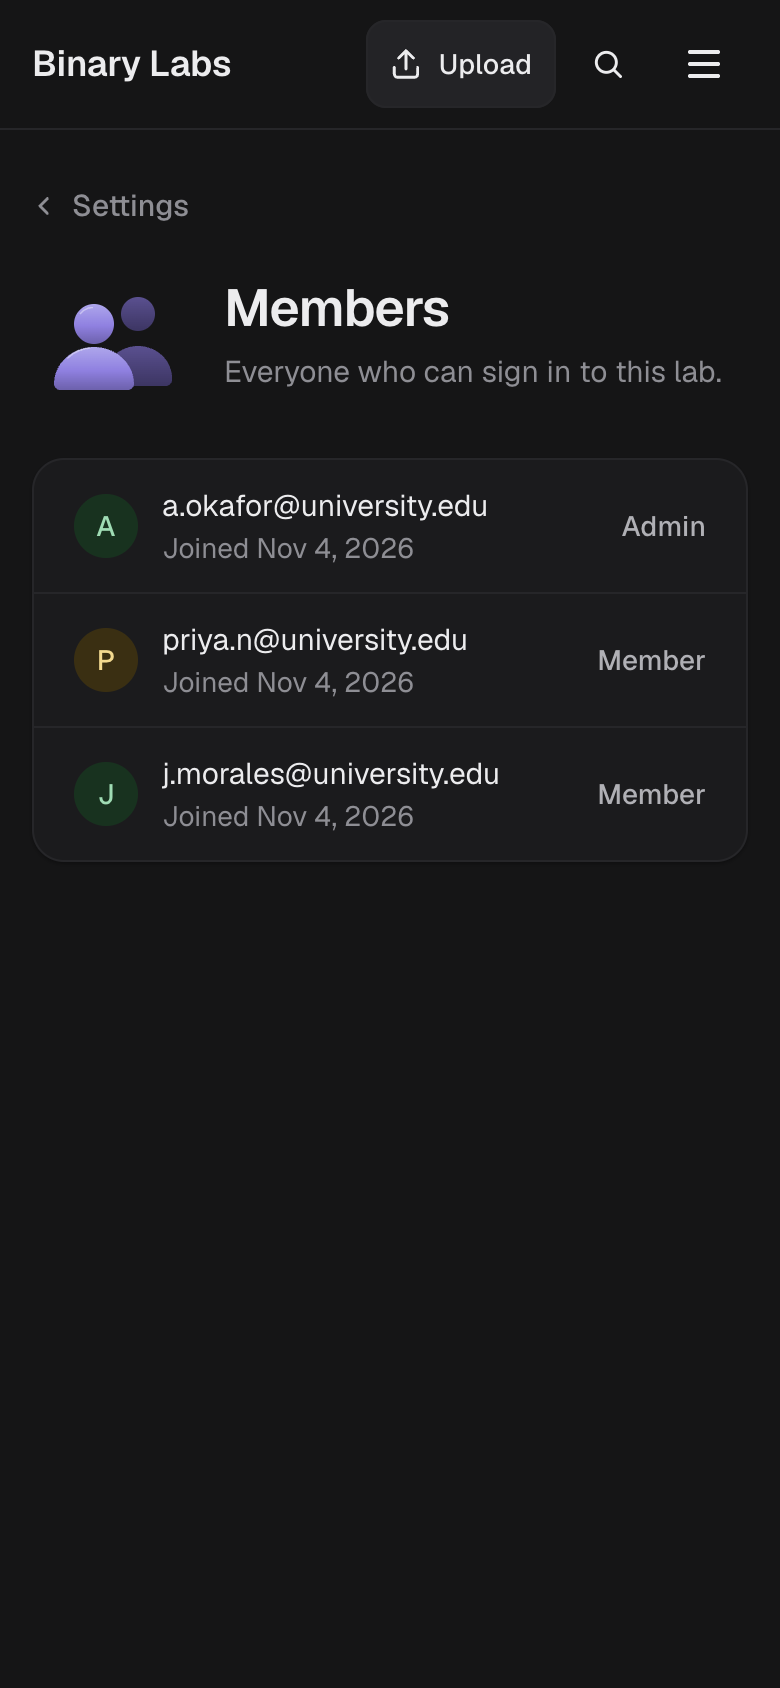 Binary Labs
Upload
Settings
Members
Everyone who can sign in to this lab.
A
a.okafor@university.edu
Joined Nov 4, 2026
Admin
P
priya.n@university.edu
Joined Nov 4, 2026
Member
J
j.morales@university.edu
Joined Nov 4, 2026
Member